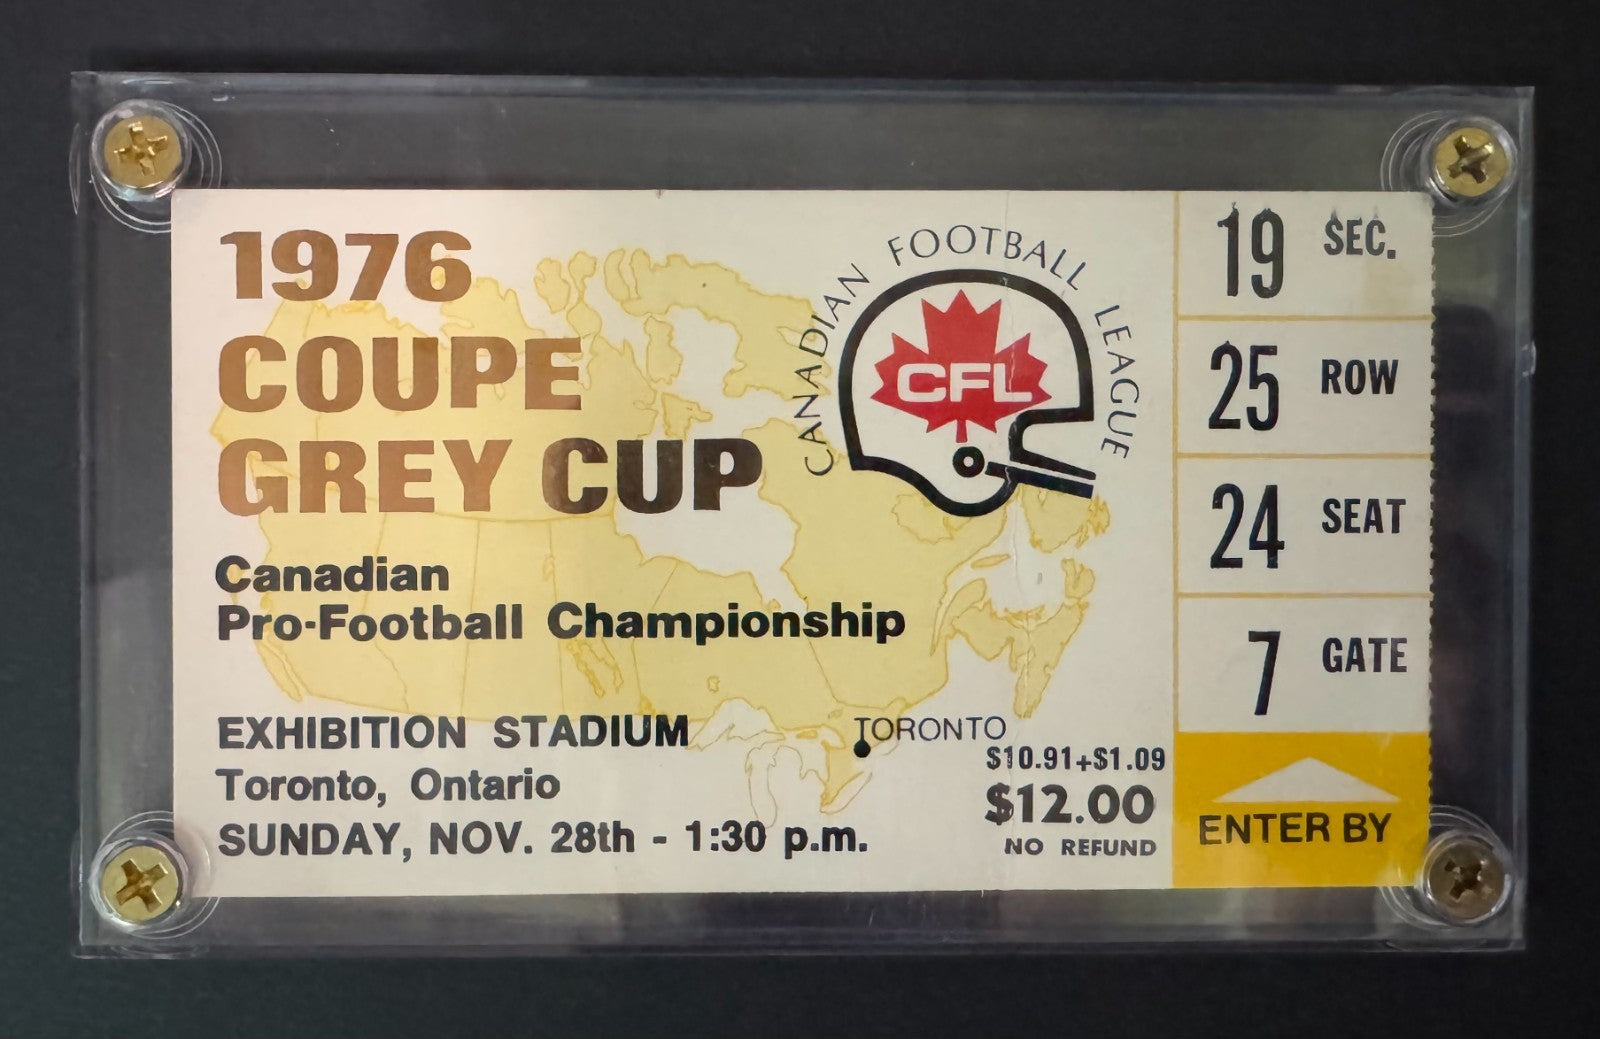 1976
COUPE
GREY CUP
Canadian
Pro-Football Championship
EXHIBITION STADIUM
Toronto, Ontario
SUNDAY, NOV. 28th - 1:30 p.m.
CANADIAN FOOTBALL LEAGUE
CFL
TORONTO
$10.91+$1.09
$12.00
NO REFUND
19 SEC.
25 ROW
24 SEAT
7 GATE
ENTER BY